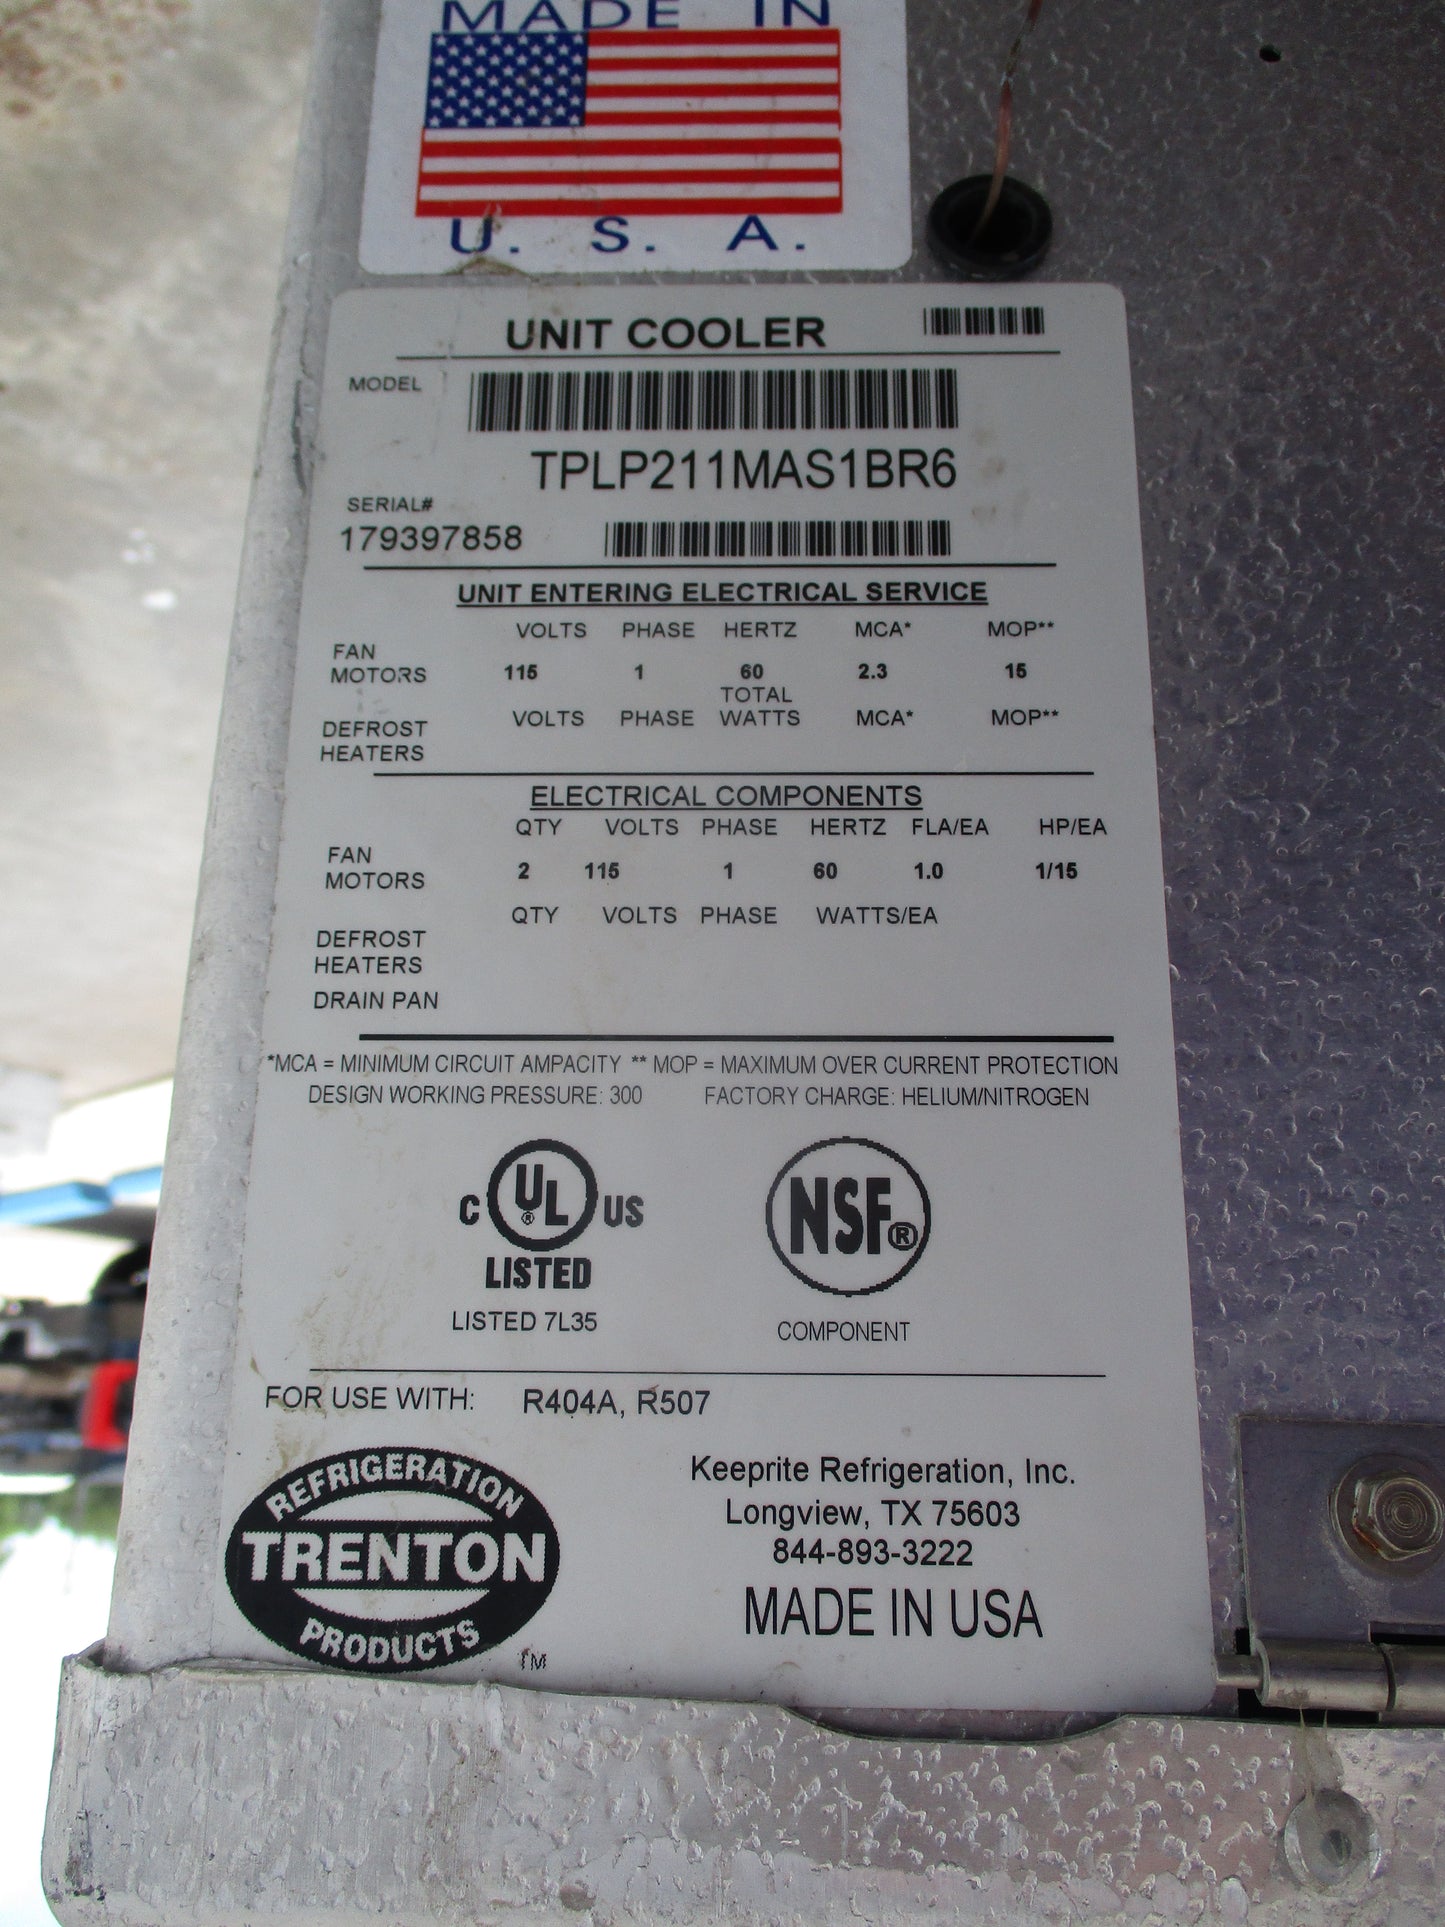 MADE IN
U. S. A.
UNIT COOLER
MODEL
TPLP211MAS1BR6
SERIAL#
179397858
UNIT ENTERING ELECTRICAL SERVICE
VOLTS PHASE HERTZ MCA* MOP**
FAN
MOTORS 115 1 60 2.3 15
TOTAL
VOLTS PHASE WATTS MCA* MOP**
DEFROST
HEATERS
ELECTRICAL COMPONENTS
QTY VOLTS PHASE HERTZ FLA/EA HP/EA
FAN
MOTORS 2 115 1 60 1.0 1/15
QTY VOLTS PHASE WATTS/EA
DEFROST
HEATERS
DRAIN PAN
*MCA = MINIMUM CIRCUIT AMPACITY ** MOP = MAXIMUM OVER CURRENT PROTECTION
DESIGN WORKING PRESSURE: 300 FACTORY CHARGE: HELIUM/NITROGEN
C UL ® US
LISTED
LISTED 7L35
NSF®
COMPONENT
FOR USE WITH: R404A, R507
REFRIGERATION
TRENTON
PRODUCTS
TM
Keeprite Refrigeration, Inc.
Longview, TX 75603
844-893-3222
MADE IN USA